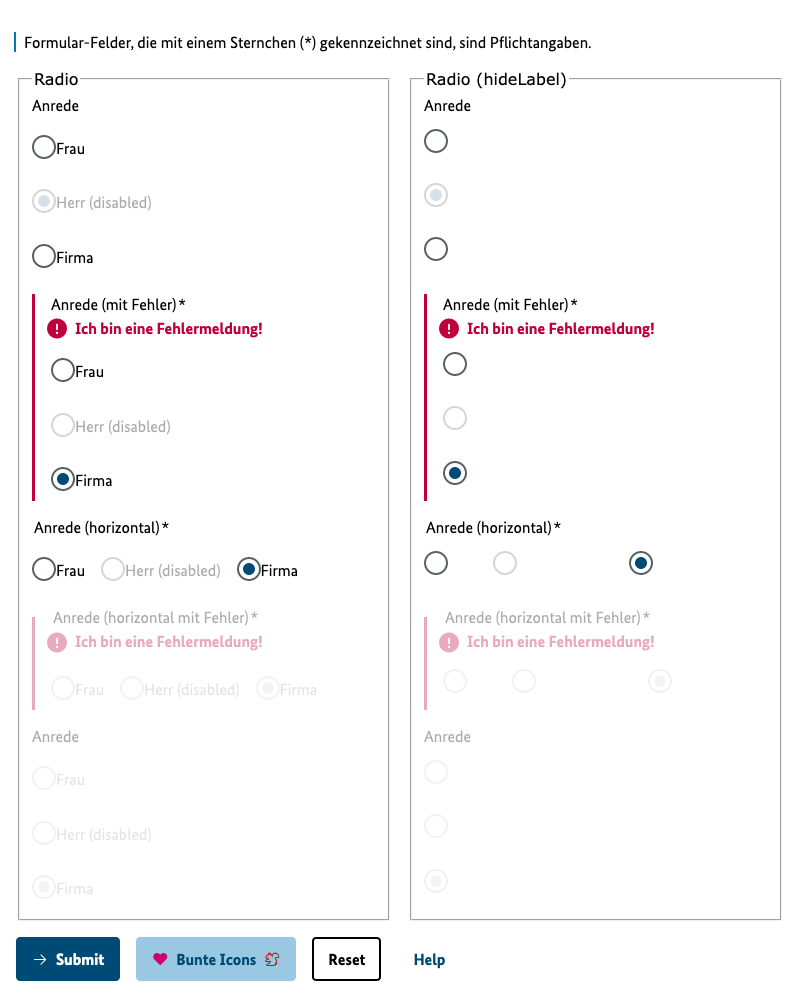 Formular-Felder, die mit einem Sternchen (*) gekennzeichnet sind, sind Pflichtangaben.
Radio
Anrede
Frau
Herr (disabled)
Firma
Anrede (mit Fehler)*
Ich bin eine Fehlermeldung!
Frau
Herr (disabled)
Firma
Anrede (horizontal)*
Frau Herr (disabled) Firma
Anrede (horizontal mit Fehler)*
Ich bin eine Fehlermeldung!
Frau Herr (disabled) Firma
Anrede
Frau
Herr (disabled)
Firma
Radio (hideLabel)
Anrede
Anrede (mit Fehler)*
Ich bin eine Fehlermeldung!
Anrede (horizontal)*
Anrede (horizontal mit Fehler)*
Ich bin eine Fehlermeldung!
Anrede
Submit Bunte Icons Reset Help